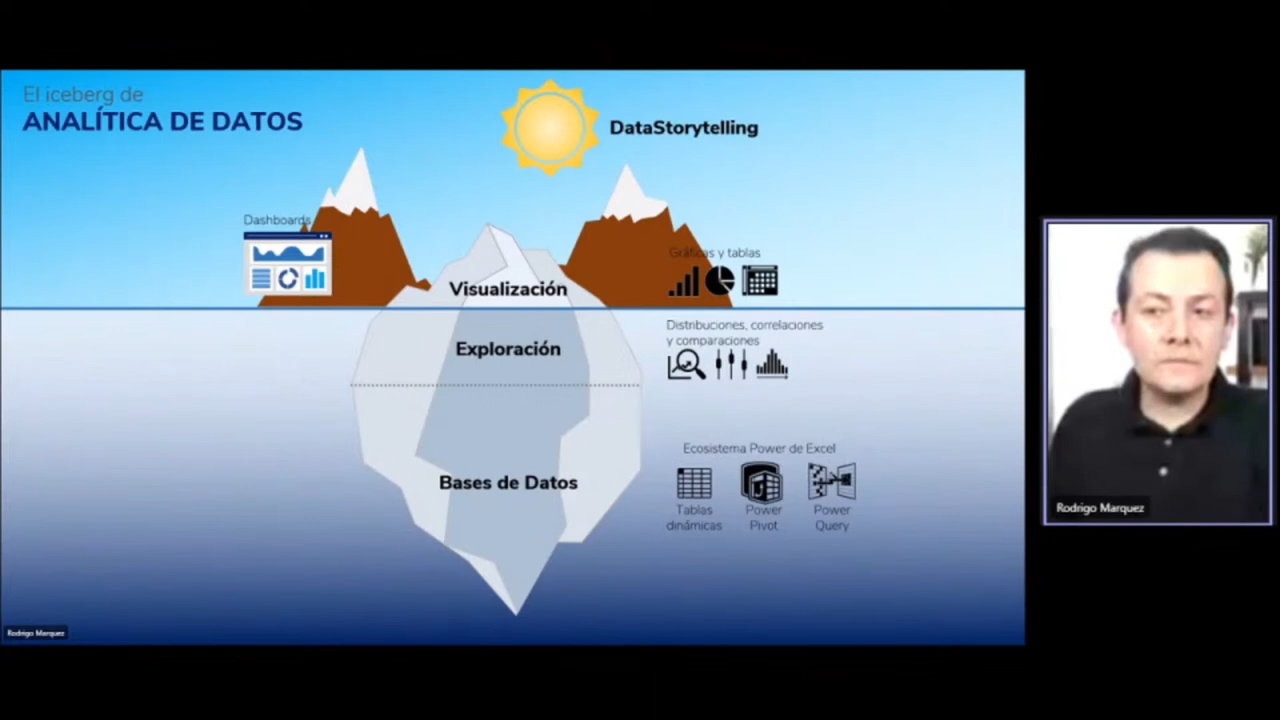 El iceberg de
ANALÍTICA DE DATOS
DataStorytelling
Dashboards
Gráficas y tablas
Visualización
Distribuciones, correlaciones
y comparaciones
Exploración
Ecosistema Power de Excel
Bases de Datos
Tablas
dinámicas
Power
Pivot
Power
Query
Rodrigo Marquez
Rodrigo Marquez